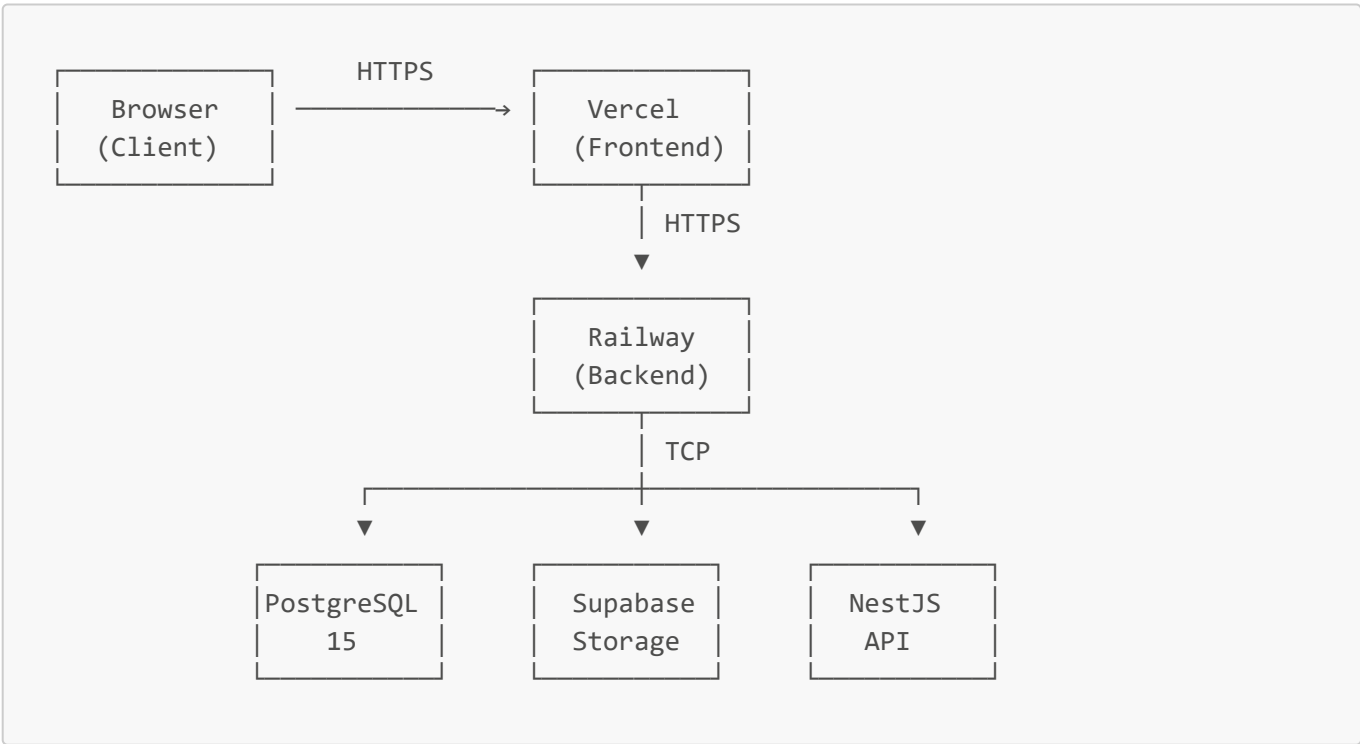 HTTPS
Browser Vercel
(Client) (Frontend)
HTTPS
Railway
(Backend)
TCP
PostgreSQL Supabase NestJS
15 Storage API